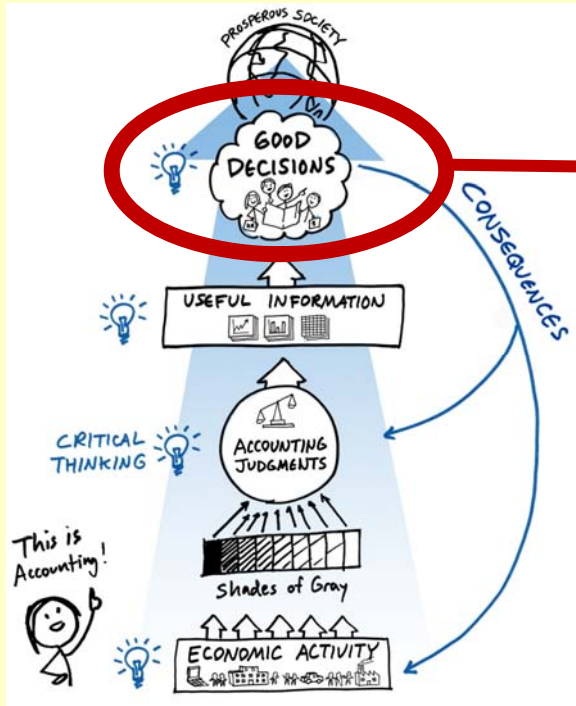 PROSPEROUS SOCIETY
GOOD
DECISIONS
CONSEQUENCES
USEFUL INFORMATION
CRITICAL
THINKING
ACCOUNTING
JUDGMENTS
This is
Accounting!
Shades of Gray
ECONOMIC ACTIVITY